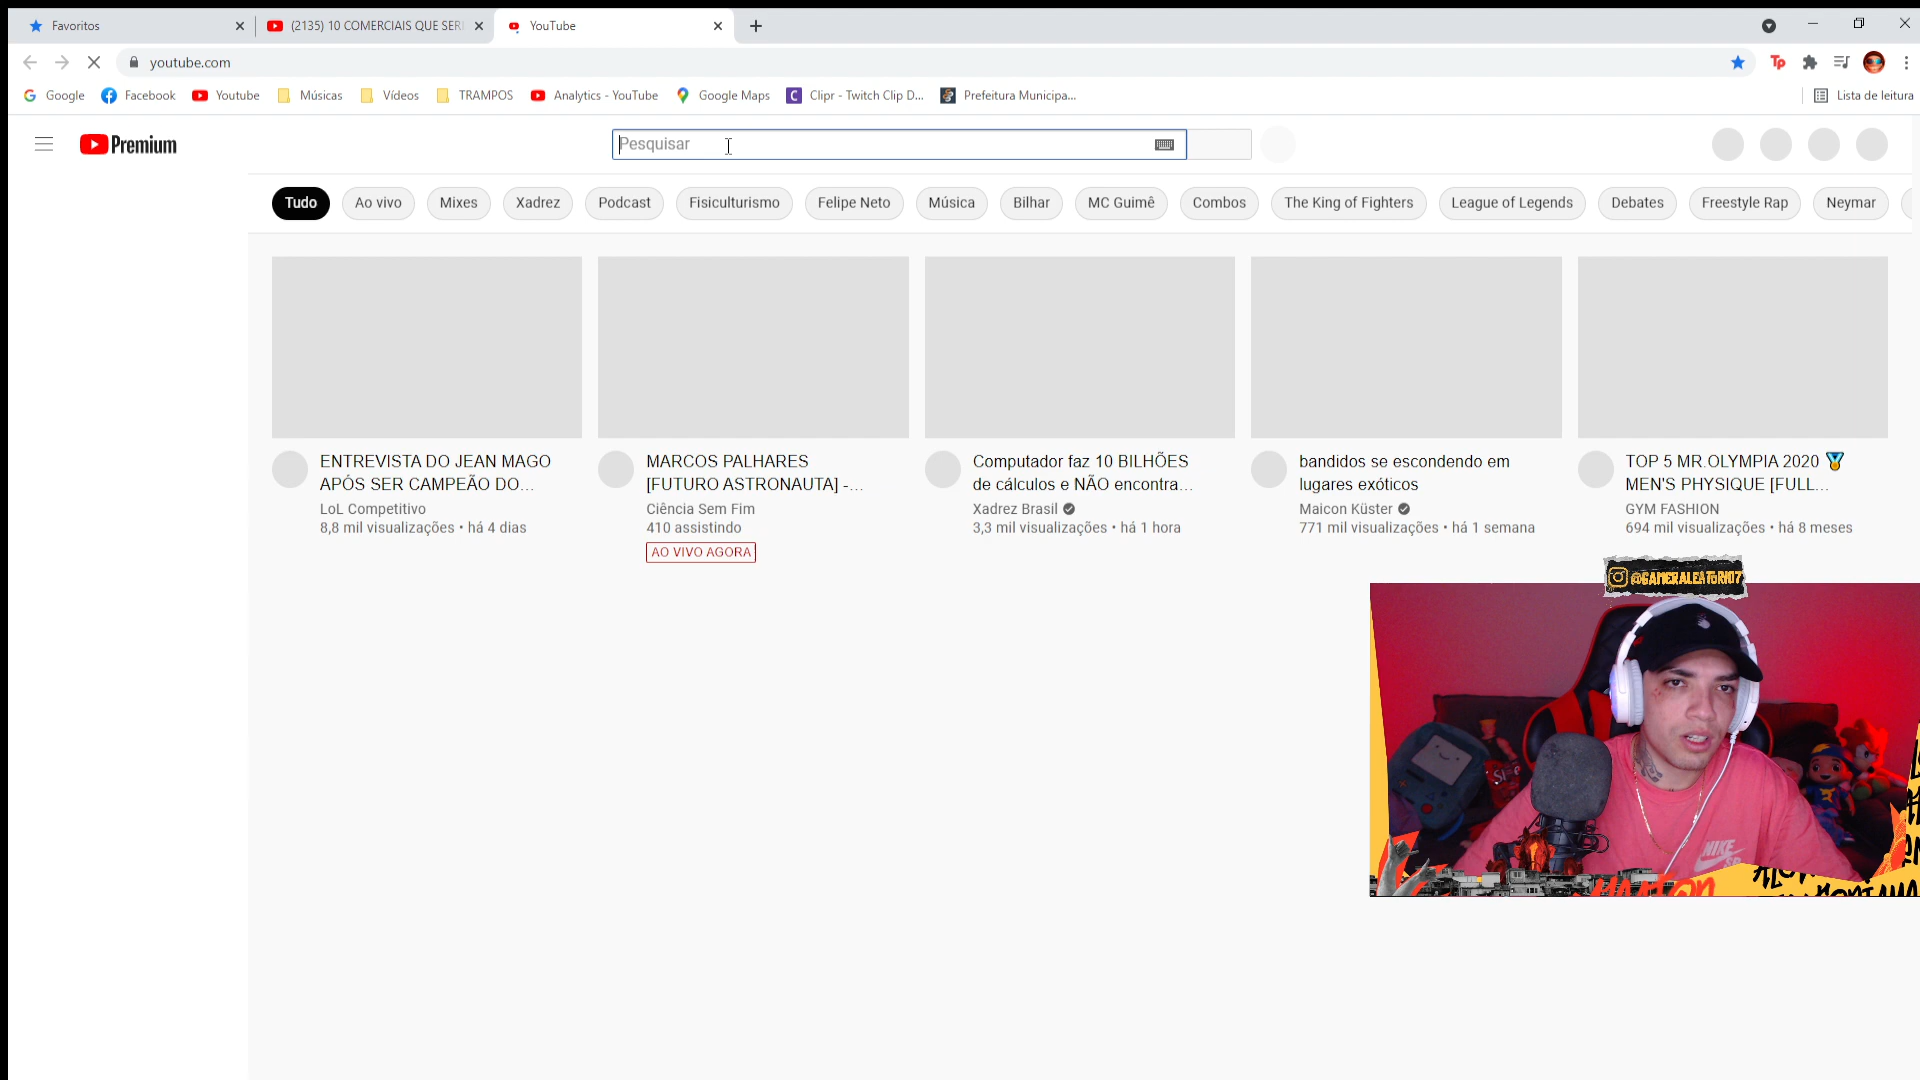 Favoritos
(2135) 10 COMERCIAIS QUE SERI
YouTube
youtube.com
Google
Facebook
Youtube
Músicas
Vídeos
TRAMPOS
Analytics - YouTube
Google Maps
Clipr - Twitch Clip D...
Prefeitura Municipa...
Lista de leitura
Premium
Pesquisar
Tudo
Ao vivo
Mixes
Xadrez
Podcast
Fisiculturismo
Felipe Neto
Música
Bilhar
MC Guimê
Combos
The King of Fighters
League of Legends
Debates
Freestyle Rap
Neymar
ENTREVISTA DO JEAN MAGO
APÓS SER CAMPEÃO DO...
LoL Competitivo
8,8 mil visualizações • há 4 dias
MARCOS PALHARES
[FUTURO ASTRONAUTA] -...
Ciência Sem Fim
410 assistindo
AO VIVO AGORA
Computador faz 10 BILHÕES
de cálculos e NÃO encontra...
Xadrez Brasil
3,3 mil visualizações • há 1 hora
bandidos se escondendo em
lugares exóticos
Maicon Küster
771 mil visualizações • há 1 semana
TOP 5 MR.OLYMPIA 2020 🏅
MEN'S PHYSIQUE [FULL...
GYM FASHION
694 mil visualizações • há 8 meses
@GAMERALEATORIO7
NIKE